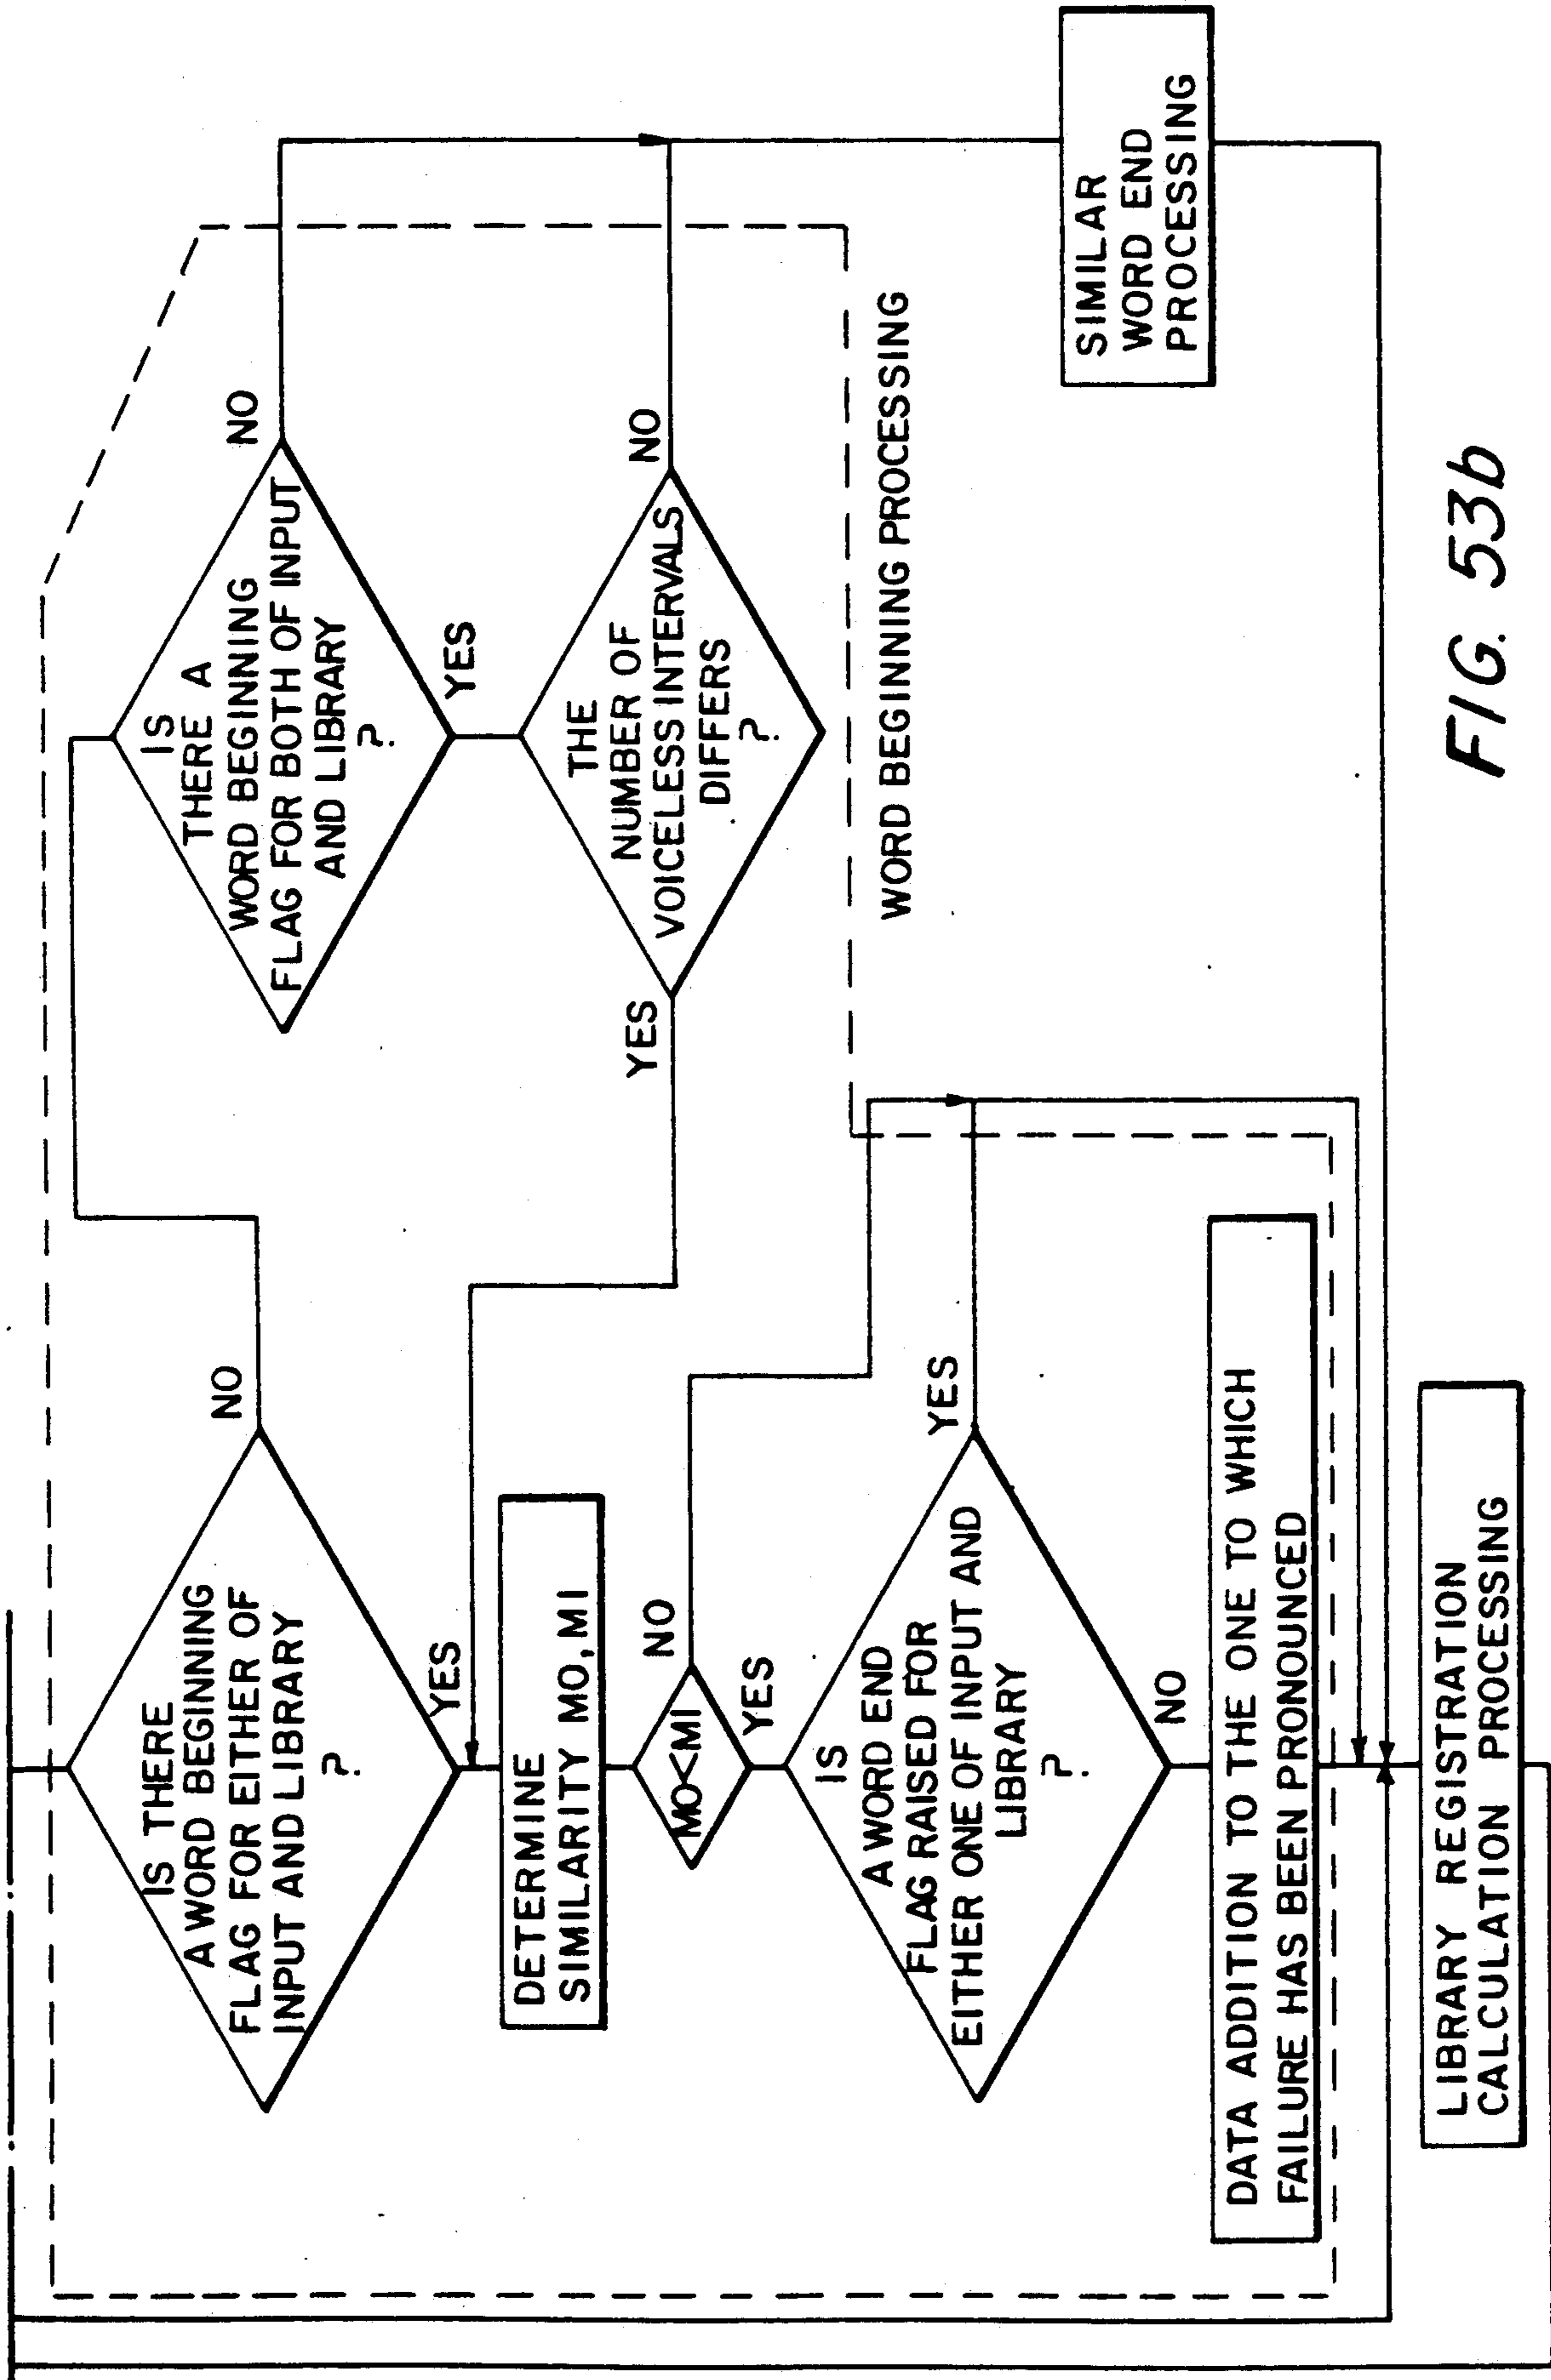 IS THERE
A WORD BEGINNING
FLAG FOR EITHER OF
INPUT AND LIBRARY
?
NO
YES
DETERMINE
SIMILARITY MO, MI
MO<MI
NO
YES
IS
A WORD END
FLAG RAISED FOR
EITHER ONE OF INPUT AND
LIBRARY
?
YES
NO
DATA ADDITION TO THE ONE TO WHICH
FAILURE HAS BEEN PRONOUNCED
LIBRARY REGISTRATION
CALCULATION PROCESSING
IS
THERE A
WORD BEGINNING
FLAG FOR BOTH OF INPUT
AND LIBRARY
?
NO
YES
THE
NUMBER OF
VOICELESS INTERVALS
DIFFERS
?
NO
YES
WORD BEGINNING PROCESSING
SIMILAR
WORD END
PROCESSING
FIG. 53b